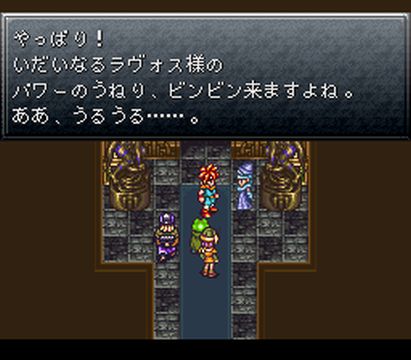 やっぱり！
いだいなるラヴォス様の
パワーのうねり、ビンビン来ますよね。
ああ、うるうる……。